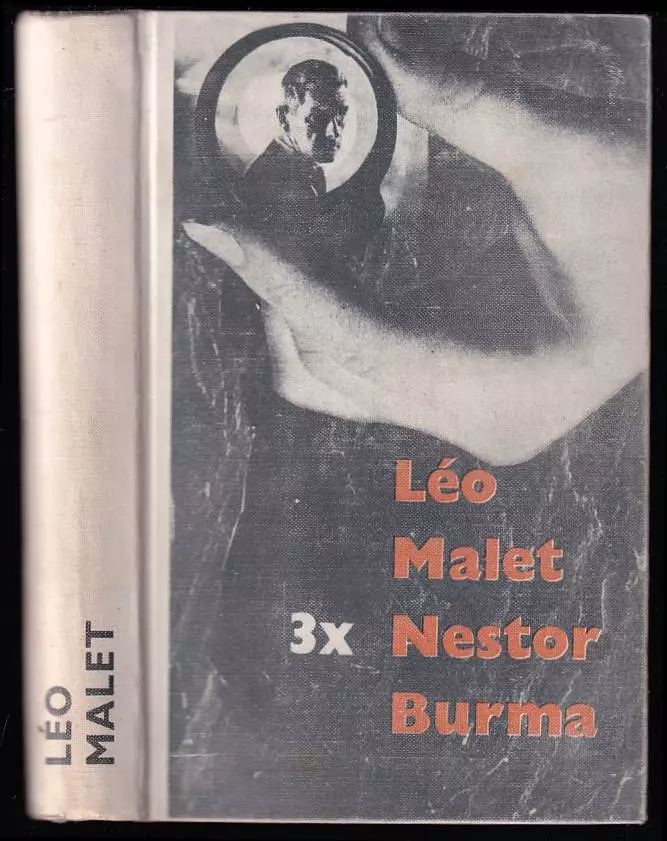 LÉO
MALET
Léo
Malet
3x Nestor
Burma